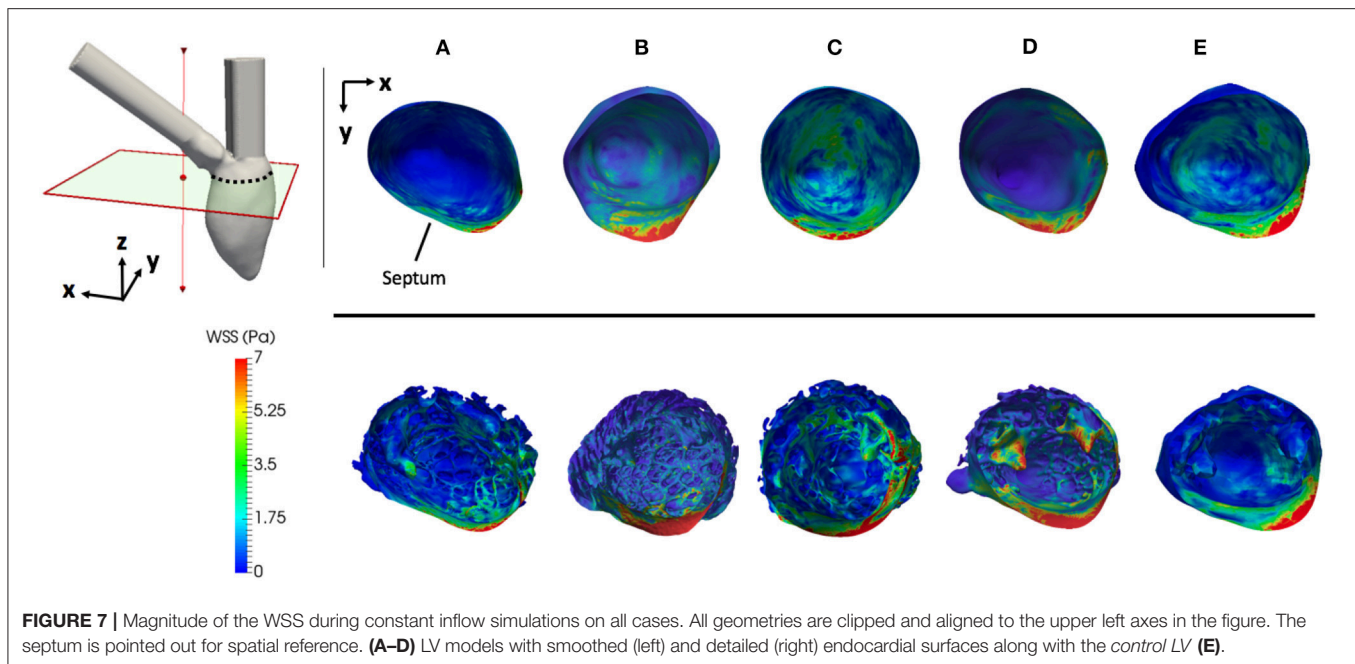 A B C D E
x
y
Septum
z
y
x
WSS (Pa)
7
5.25
3.5
1.75
0
FIGURE 7 | Magnitude of the WSS during constant inflow simulations on all cases. All geometries are clipped and aligned to the upper left axes in the figure. The
septum is pointed out for spatial reference. (A–D) LV models with smoothed (left) and detailed (right) endocardial surfaces along with the control LV (E).